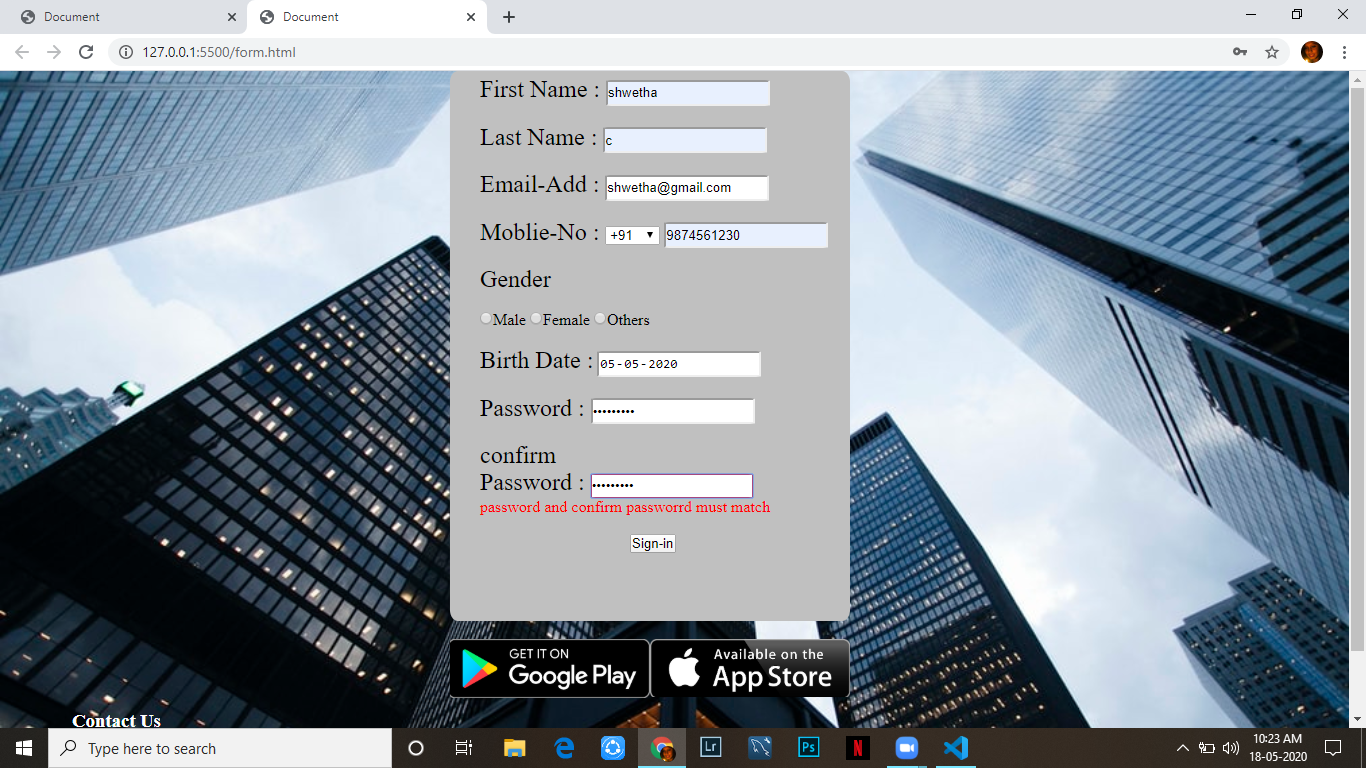 Document
Document
127.0.0.1:5500/form.html
First Name : shwetha
Last Name : c
Email-Add : shwetha@gmail.com
Moblie-No : +91 9874561230
Gender
Male Female Others
Birth Date : 05-05-2020
Password : •••••••••
confirm
Password : •••••••••
password and confirm passworrd must match
Sign-in
GET IT ON
Google Play
Available on the
App Store
Contact Us
Type here to search
Lr
Ps
N
10:23 AM
18-05-2020